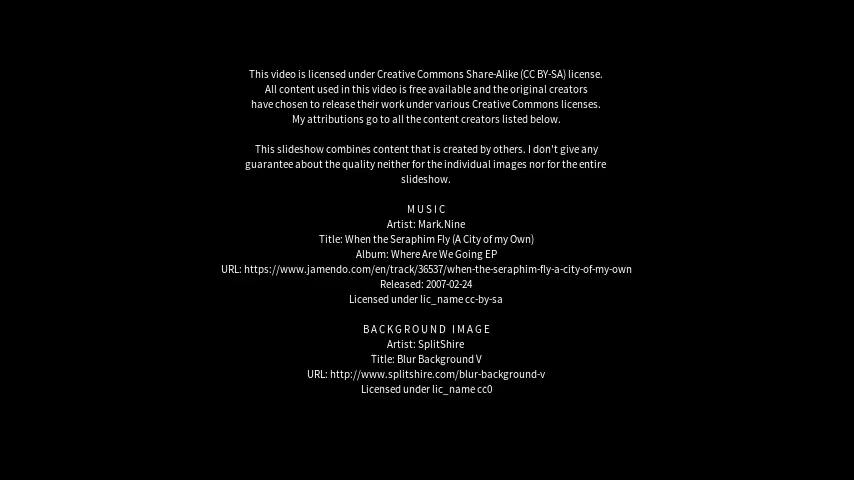 This video is licensed under Creative Commons Share-Alike (CC BY-SA) license.
All content used in this video is free available and the original creators
have chosen to release their work under various Creative Commons licenses.
My attributions go to all the content creators listed below.
This slideshow combines content that is created by others. I don't give any
guarantee about the quality neither for the individual images nor for the entire
slideshow.
MUSIC
Artist: Mark.Nine
Title: When the Seraphim Fly (A City of my Own)
Album: Where Are We Going EP
URL: https://www.jamendo.com/en/track/36537/when-the-seraphim-fly-a-city-of-my-own
Released: 2007-02-24
Licensed under lic_name cc-by-sa
BACKGROUND IMAGE
Artist: SplitShire
Title: Blur Background V
URL: http://www.splitshire.com/blur-background-v
Licensed under lic_name cc0